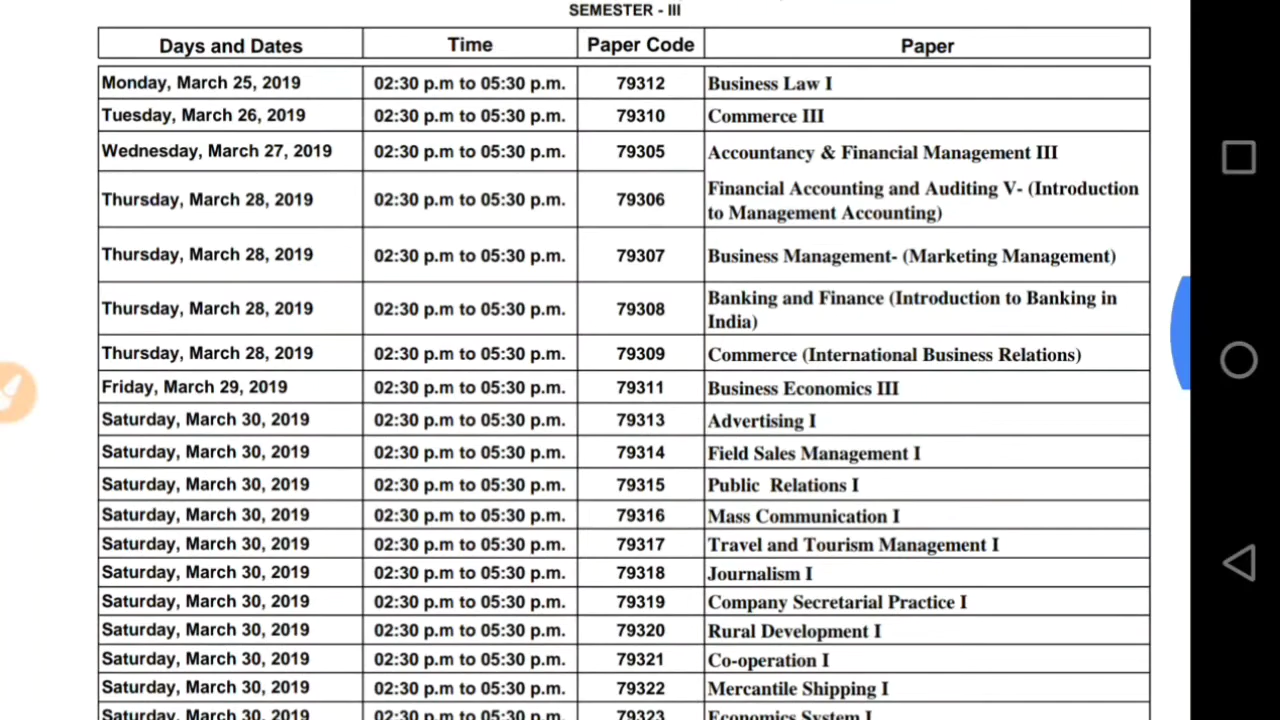 SEMESTER - III
Days and Dates Time Paper Code Paper
Monday, March 25, 2019 02:30 p.m to 05:30 p.m. 79312 Business Law I
Tuesday, March 26, 2019 02:30 p.m to 05:30 p.m. 79310 Commerce III
Wednesday, March 27, 2019 02:30 p.m to 05:30 p.m. 79305 Accountancy & Financial Management III
Thursday, March 28, 2019 02:30 p.m to 05:30 p.m. 79306 Financial Accounting and Auditing V- (Introduction
to Management Accounting)
Thursday, March 28, 2019 02:30 p.m to 05:30 p.m. 79307 Business Management- (Marketing Management)
Thursday, March 28, 2019 02:30 p.m to 05:30 p.m. 79308 Banking and Finance (Introduction to Banking in
India)
Thursday, March 28, 2019 02:30 p.m to 05:30 p.m. 79309 Commerce (International Business Relations)
Friday, March 29, 2019 02:30 p.m to 05:30 p.m. 79311 Business Economics III
Saturday, March 30, 2019 02:30 p.m to 05:30 p.m. 79313 Advertising I
Saturday, March 30, 2019 02:30 p.m to 05:30 p.m. 79314 Field Sales Management I
Saturday, March 30, 2019 02:30 p.m to 05:30 p.m. 79315 Public Relations I
Saturday, March 30, 2019 02:30 p.m to 05:30 p.m. 79316 Mass Communication I
Saturday, March 30, 2019 02:30 p.m to 05:30 p.m. 79317 Travel and Tourism Management I
Saturday, March 30, 2019 02:30 p.m to 05:30 p.m. 79318 Journalism I
Saturday, March 30, 2019 02:30 p.m to 05:30 p.m. 79319 Company Secretarial Practice I
Saturday, March 30, 2019 02:30 p.m to 05:30 p.m. 79320 Rural Development I
Saturday, March 30, 2019 02:30 p.m to 05:30 p.m. 79321 Co-operation I
Saturday, March 30, 2019 02:30 p.m to 05:30 p.m. 79322 Mercantile Shipping I
Saturday, March 30, 2019 02:30 p.m to 05:30 p.m. 79323 Economics System I